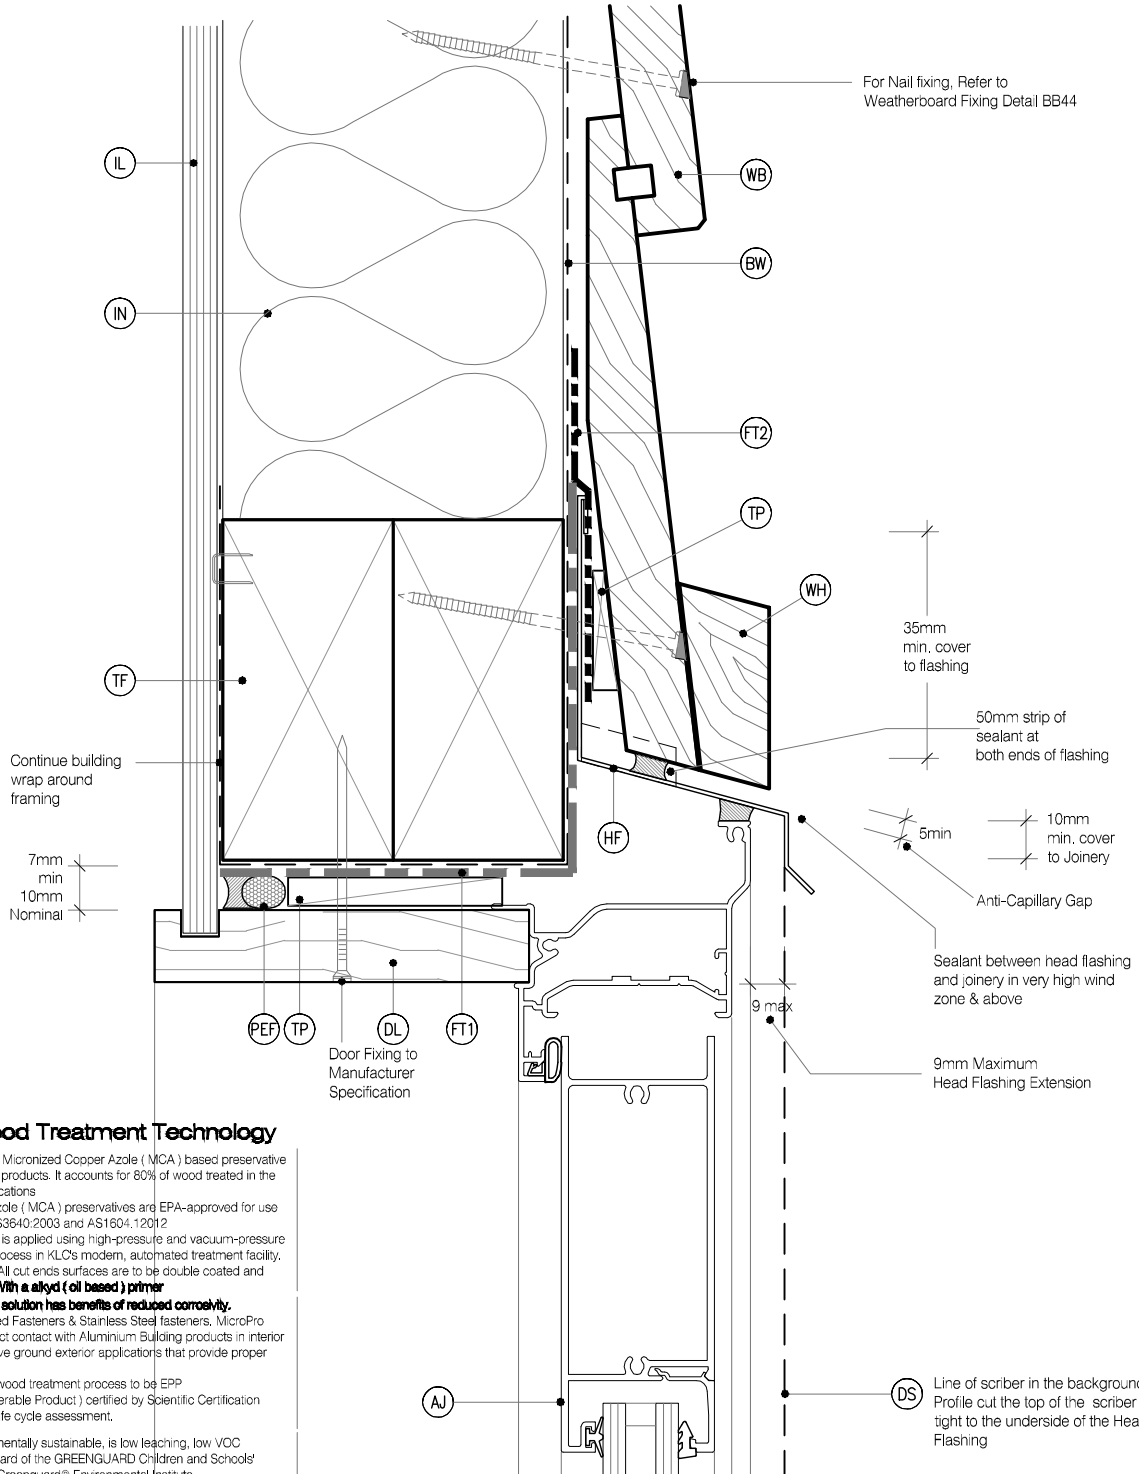 For Nail fixing, Refer to
Weatherboard Fixing Detail BB44
IL
WB
BW
IN
FT2
TP
WH
35mm
min. cover
to flashing
TF
50mm strip of
sealant at
both ends of flashing
Continue building
wrap around
framing
HF
5min
10mm
min. cover
to Joinery
7mm
min
10mm
Nominal
Anti-Capillary Gap
Sealant between head flashing
and joinery in very high wind
zone & above
9 max
PEF
TP
DL
FT1
Door Fixing to
Manufacturer
Specification
9mm Maximum
Head Flashing Extension
ood Treatment Technology
Micronized Copper Azole ( MCA ) based preservative
products. It accounts for 80% of wood treated in the
cations
zole ( MCA ) preservatives are EPA-approved for use
S3640:2003 and AS1604.12012
is applied using high-pressure and vacuum-pressure
ocess in KLC's modern, automated treatment facility.
All cut ends surfaces are to be double coated and
With a alkyd ( oil based ) primer
solution has benefits of reduced corrosivity.
ed Fasteners & Stainless Steel fasteners. MicroPro
ct contact with Aluminium Building products in interior
ve ground exterior applications that provide proper
wood treatment process to be EPP
erable Product ) certified by Scientific Certification
fe cycle assessment.
mentally sustainable, is low leaching, low VOC
ard of the GREENGUARD Children and Schools'
Greenguard® Environmental Institute
AJ
DS
Line of scriber in the background
Profile cut the top of the scriber
tight to the underside of the Hea
Flashing